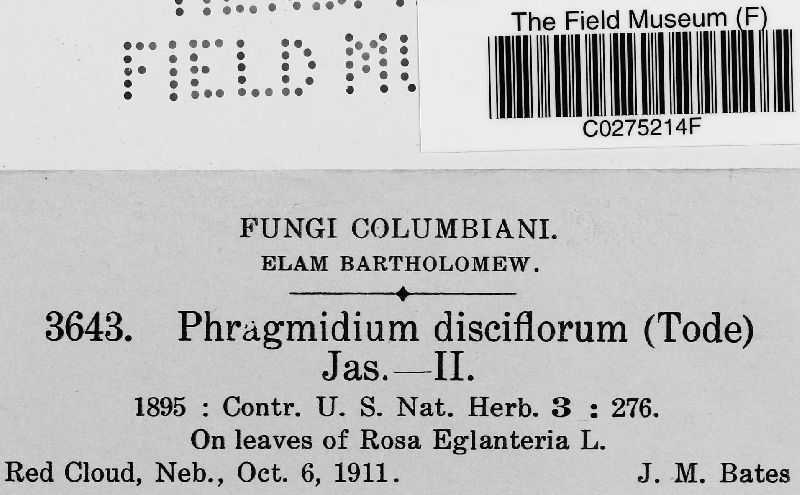 FIELD MU
The Field Museum (F)
C0275214F
FUNGI COLUMBIANI.
ELAM BARTHOLOMEW.
3643. Phragmidium disciflorum (Tode)
Jas.—II.
1895 : Contr. U. S. Nat. Herb. 3 : 276.
On leaves of Rosa Eglanteria L.
Red Cloud, Neb., Oct. 6, 1911. J. M. Bates